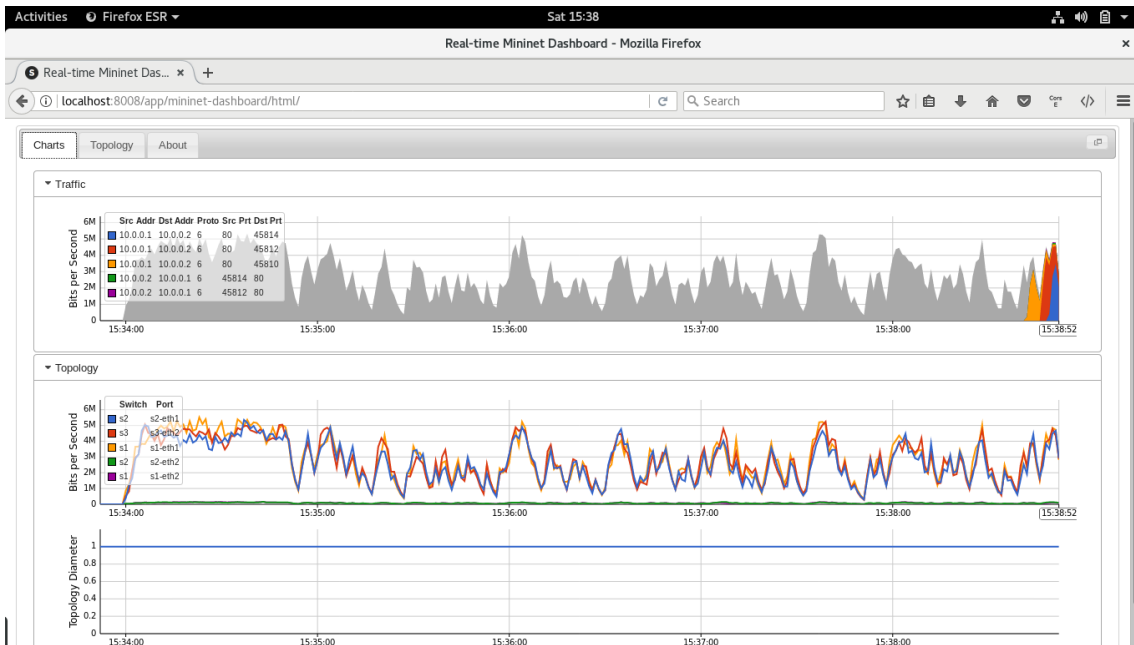 Activities Firefox ESR Sat 15:38
Real-time Mininet Dashboard - Mozilla Firefox ×
S Real-time Mininet Das... × +
localhost:8008/app/mininet-dashboard/html/ Search
Charts Topology About
Traffic
Bits per Second
6M
5M
4M
3M
2M
1M
0
Src Addr Dst Addr Proto Src Prt Dst Prt
10.0.0.1 10.0.0.2 6 80 45814
10.0.0.1 10.0.0.2 6 80 45812
10.0.0.1 10.0.0.2 6 80 45810
10.0.0.2 10.0.0.1 6 45814 80
10.0.0.2 10.0.0.1 6 45812 80
15:34:00 15:35:00 15:36:00 15:37:00 15:38:00 15:38:52
Topology
Bits per Second
6M
5M
4M
3M
2M
1M
0
Switch Port
s2 s2-eth1
s3 s3-eth2
s1 s1-eth1
s2 s2-eth2
s1 s1-eth2
15:34:00 15:35:00 15:36:00 15:37:00 15:38:00 15:38:52
Topology Diameter
1
0.8
0.6
0.4
0.2
0
15:34:00 15:35:00 15:36:00 15:37:00 15:38:00